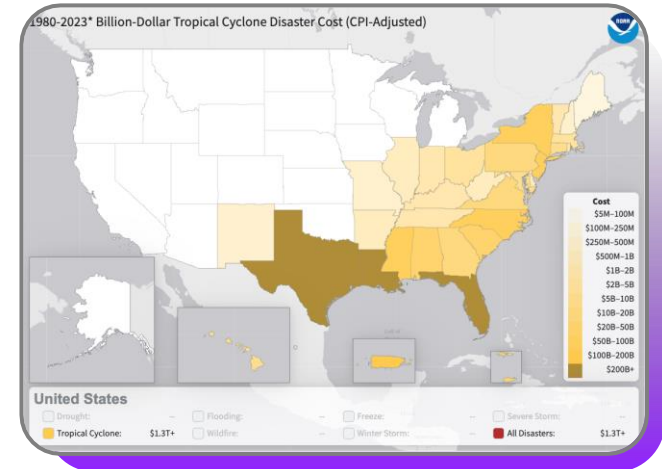 1980-2023* Billion-Dollar Tropical Cyclone Disaster Cost (CPI-Adjusted)
NOAA
Cost
$5M–100M
$100M–250M
$250M–500M
$500M–1B
$1B–2B
$2B–5B
$5B–10B
$10B–20B
$20B–50B
$50B–100B
$100B–200B
$200B+
United States
Drought: -- Flooding: -- Freeze: -- Severe Storm: --
Tropical Cyclone: $1.3T+ Wildfire: -- Winter Storm: -- All Disasters: $1.3T+